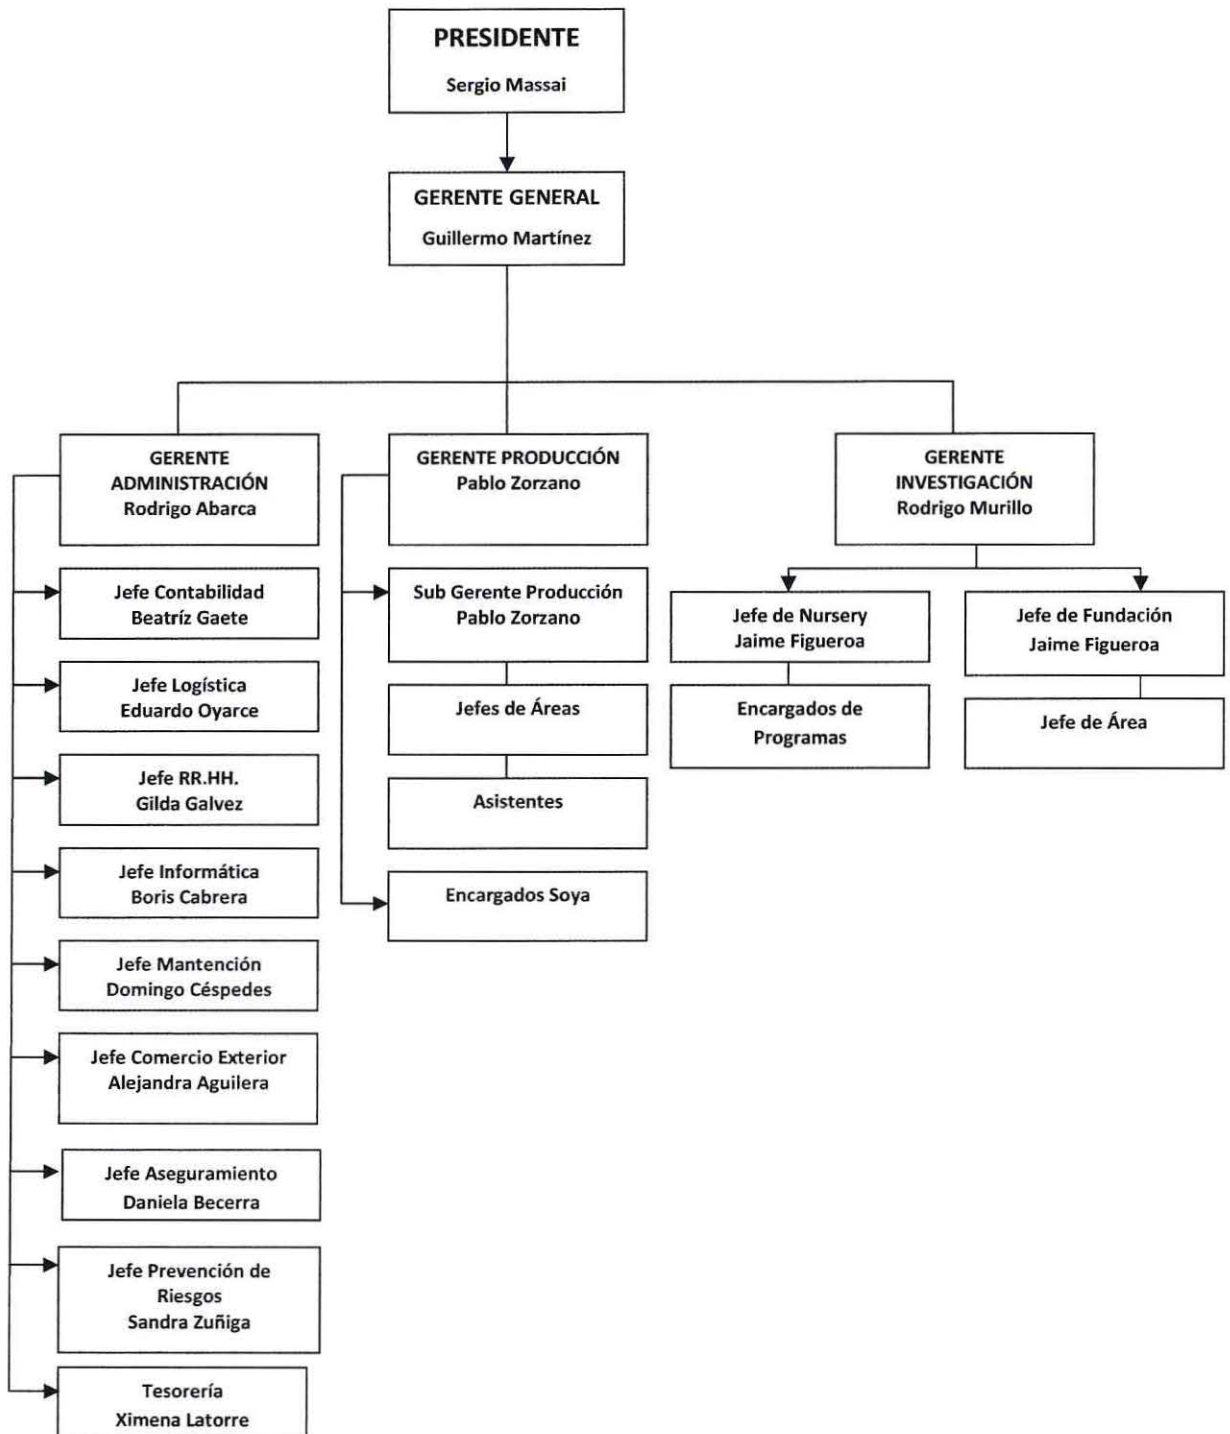 PRESIDENTE
Sergio Massai
GERENTE GENERAL
Guillermo Martínez
GERENTE
ADMINISTRACIÓN
Rodrigo Abarca
Jefe Contabilidad
Beatríz Gaete
Jefe Logística
Eduardo Oyarce
Jefe RR.HH.
Gilda Galvez
Jefe Informática
Boris Cabrera
Jefe Mantención
Domingo Céspedes
Jefe Comercio Exterior
Alejandra Aguilera
Jefe Aseguramiento
Daniela Becerra
Jefe Prevención de
Riesgos
Sandra Zuñiga
Tesorería
Ximena Latorre
GERENTE PRODUCCIÓN
Pablo Zorzano
Sub Gerente Producción
Pablo Zorzano
Jefes de Áreas
Asistentes
Encargados Soya
GERENTE
INVESTIGACIÓN
Rodrigo Murillo
Jefe de Nursery
Jaime Figueroa
Encargados de
Programas
Jefe de Fundación
Jaime Figueroa
Jefe de Área